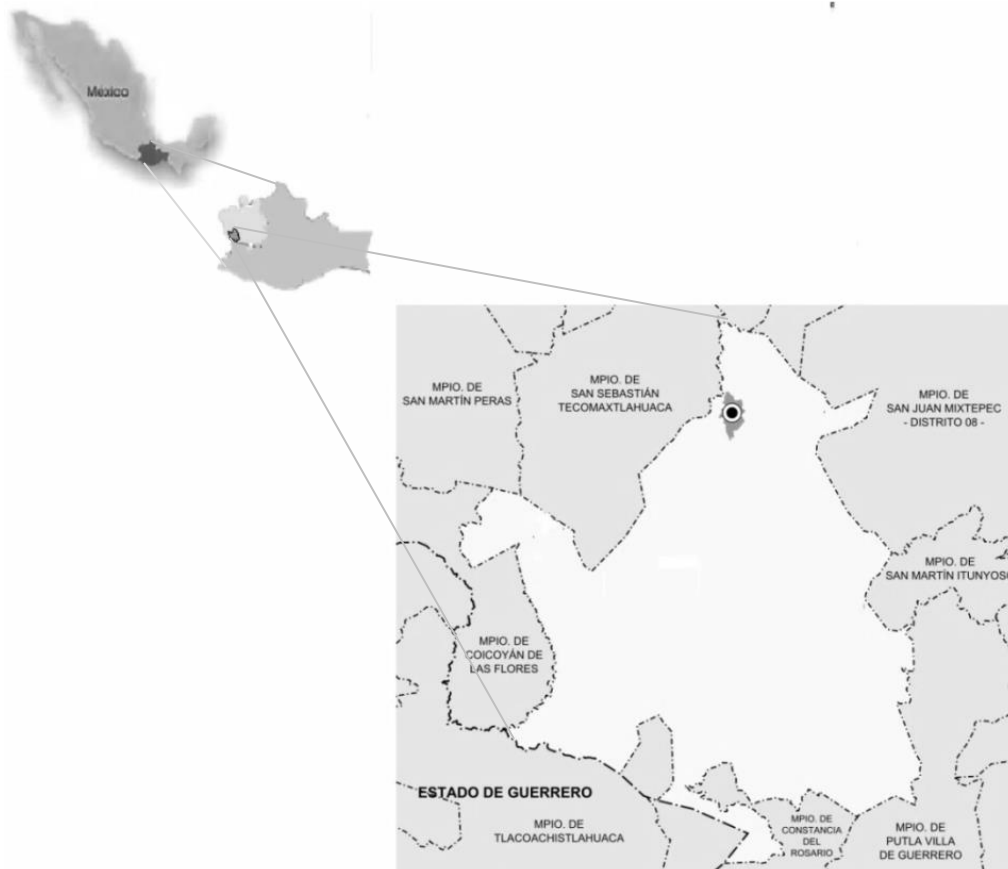 México
MPIO. DE
SAN MARTÍN PERAS
MPIO. DE
SAN SEBASTIÁN
TECOMAXTLAHUACA
MPIO. DE
SAN JUAN MIXTEPEC
- DISTRITO 08 -
MPIO. DE
SAN MARTÍN ITUNYOSO
MPIO. DE
COICOYÁN DE
LAS FLORES
ESTADO DE GUERRERO
MPIO. DE
TLACOACHISTLAHUACA
MPIO. DE
CONSTANCIA
DEL
ROSARIO
MPIO. DE
PUTLA VILLA
DE GUERRERO